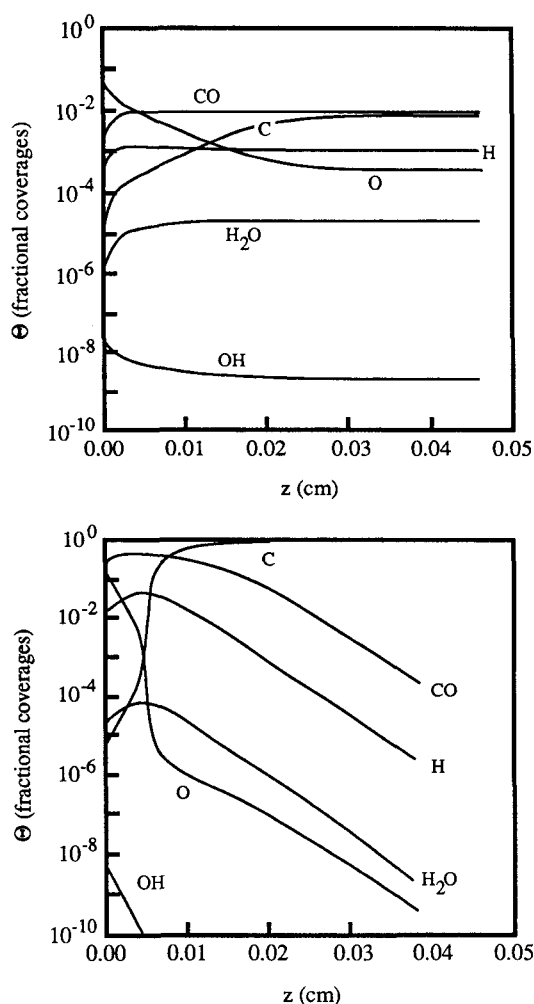 Θ (fractional coverages)
10^0
10^-2
10^-4
10^-6
10^-8
10^-10
CO
C
H
O
H₂O
OH
0.00 0.01 0.02 0.03 0.04 0.05
z (cm)
Θ (fractional coverages)
10^0
10^-2
10^-4
10^-6
10^-8
10^-10
C
CO
H
O
H₂O
OH
0.00 0.01 0.02 0.03 0.04 0.05
z (cm)